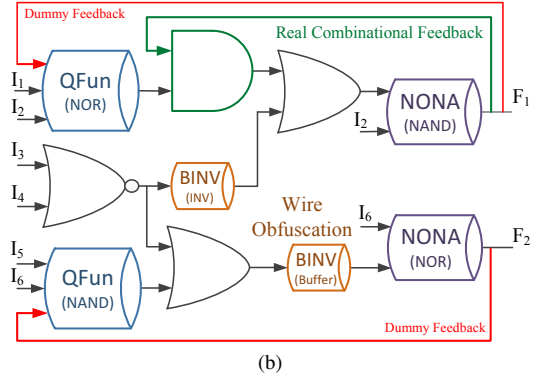 Dummy Feedback
Real Combinational Feedback
I1
I2
QFun
(NOR)
I2
NONA
(NAND)
F1
I3
I4
BINV
(INV)
Wire
Obfuscation
I5
I6
QFun
(NAND)
BINV
(Buffer)
I6
NONA
(NOR)
F2
Dummy Feedback
(b)